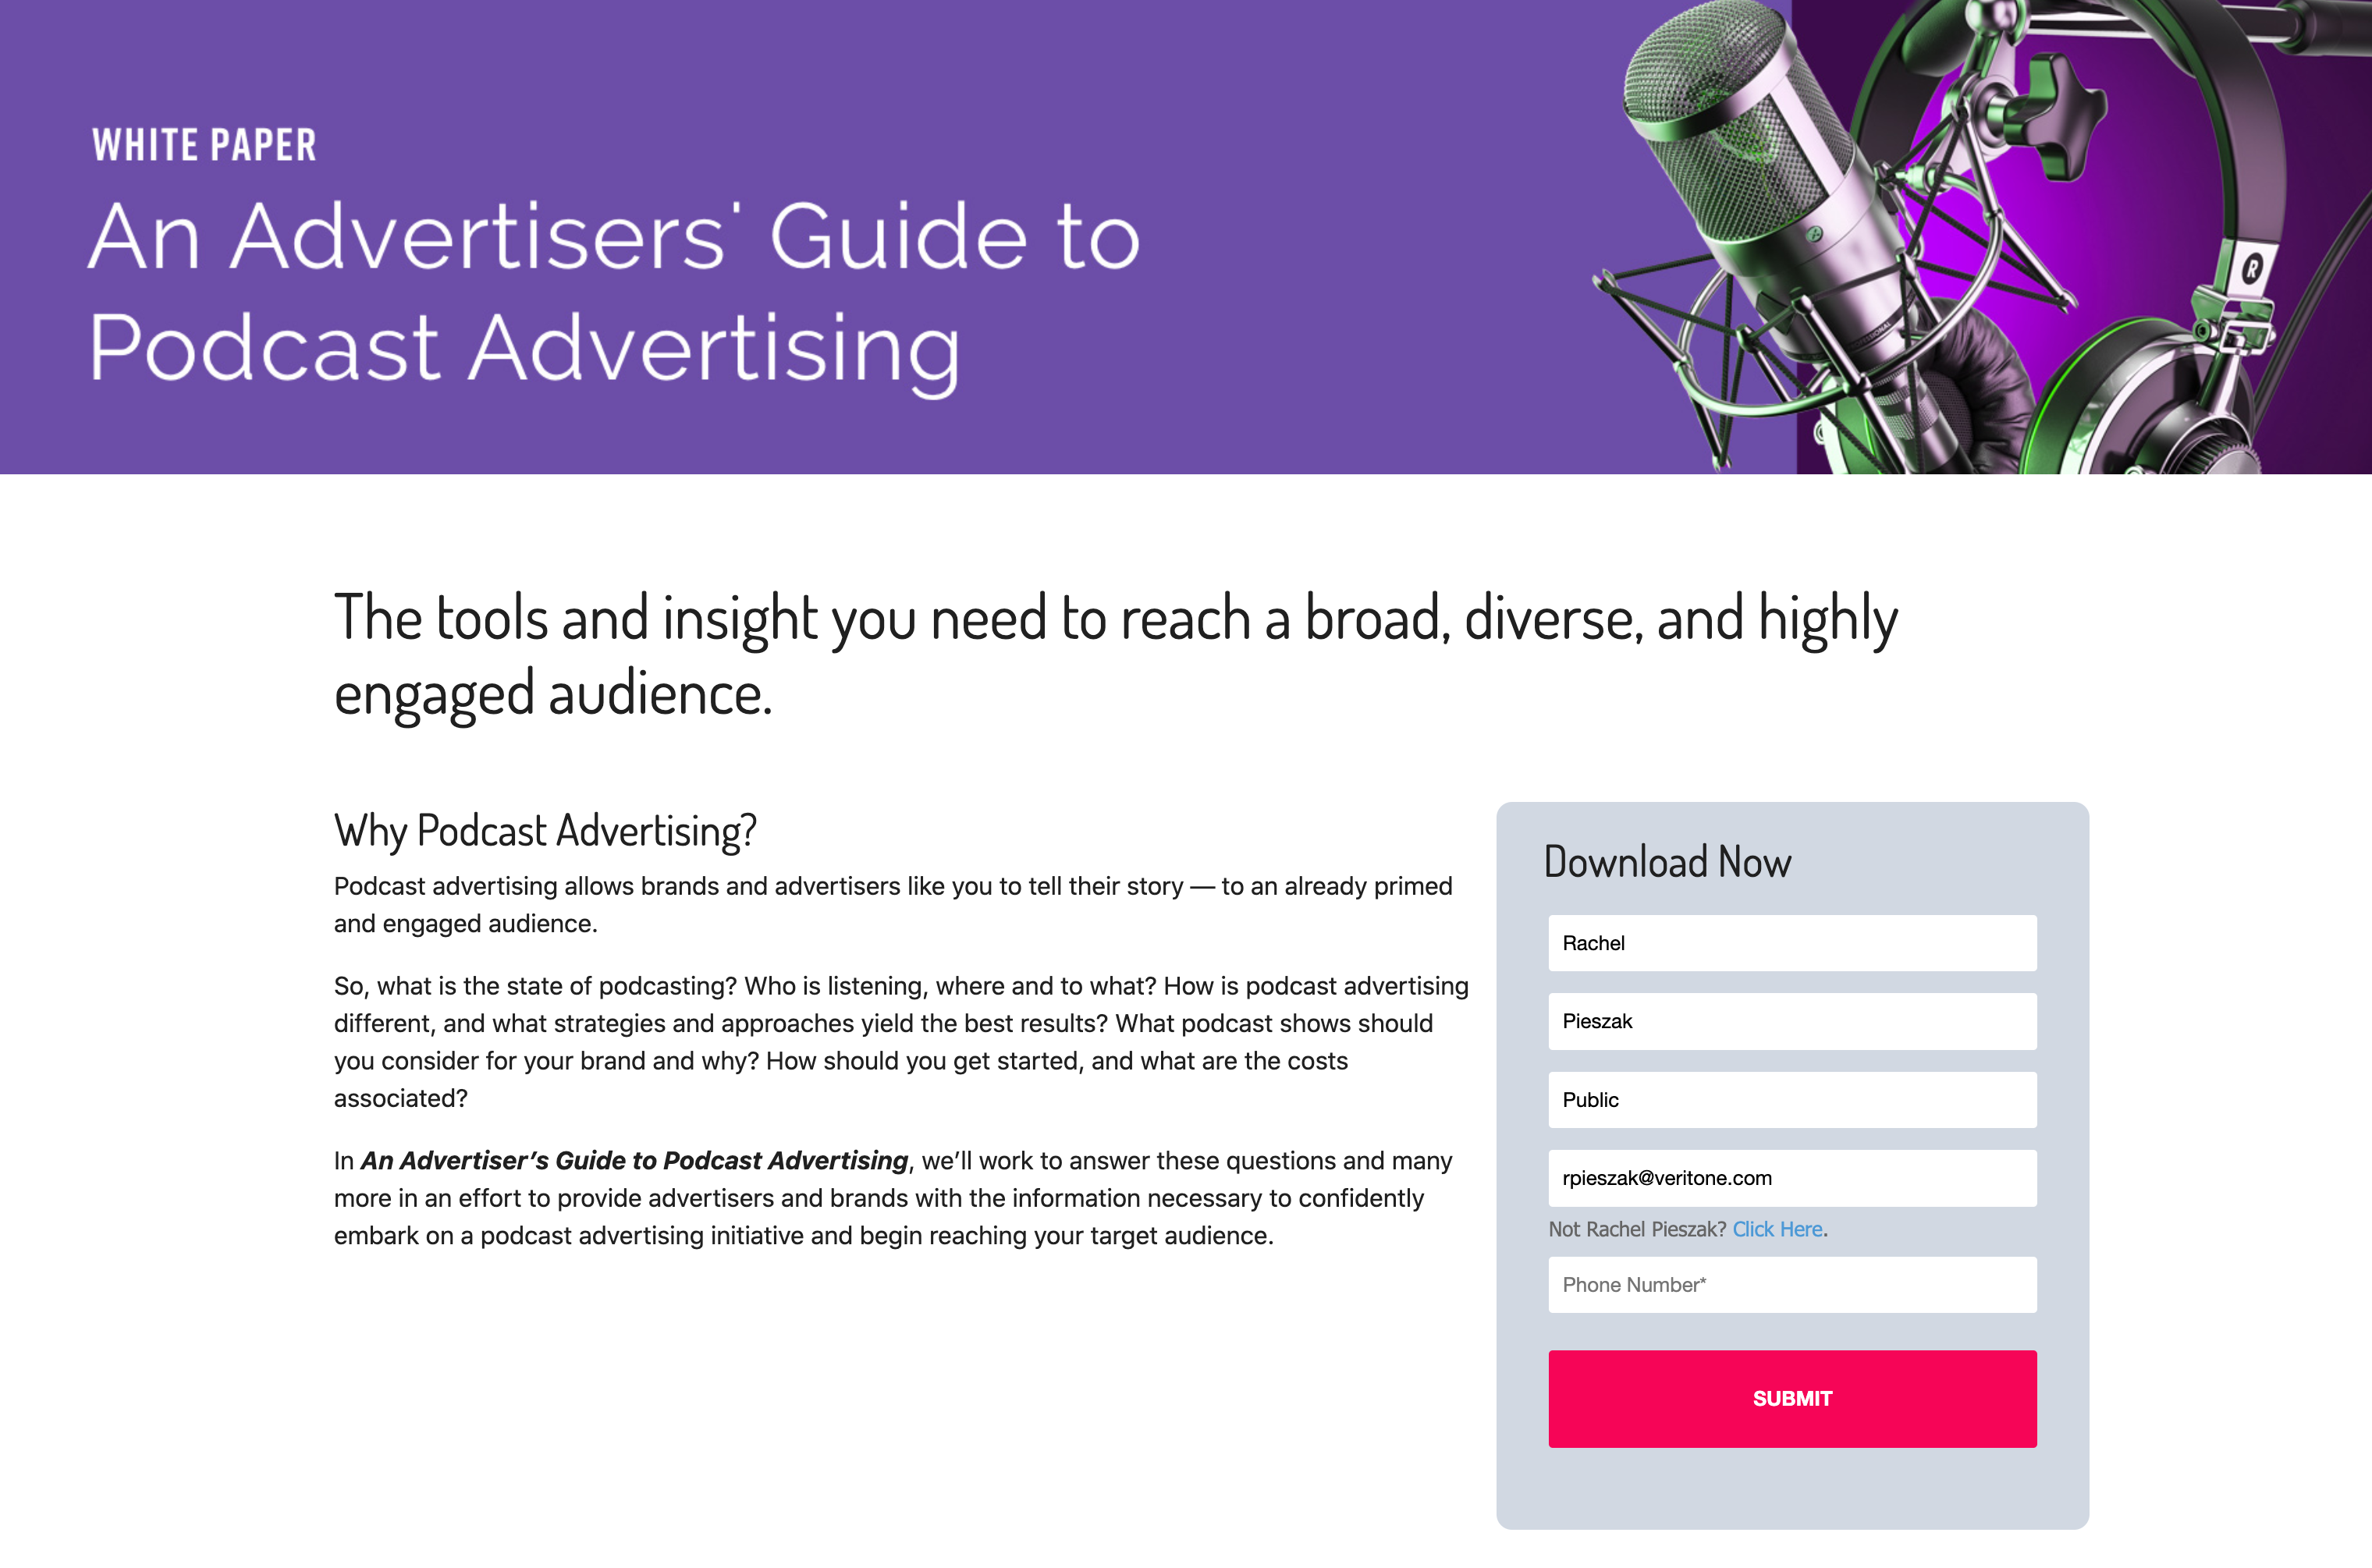 WHITE PAPER
An Advertisers' Guide to
Podcast Advertising
R
The tools and insight you need to reach a broad, diverse, and highly
engaged audience.
Why Podcast Advertising?
Podcast advertising allows brands and advertisers like you to tell their story — to an already primed
and engaged audience.
So, what is the state of podcasting? Who is listening, where and to what? How is podcast advertising
different, and what strategies and approaches yield the best results? What podcast shows should
you consider for your brand and why? How should you get started, and what are the costs
associated?
In An Advertiser’s Guide to Podcast Advertising, we’ll work to answer these questions and many
more in an effort to provide advertisers and brands with the information necessary to confidently
embark on a podcast advertising initiative and begin reaching your target audience.
Download Now
Rachel
Pieszak
Public
rpieszak@veritone.com
Not Rachel Pieszak? Click Here.
Phone Number*
SUBMIT